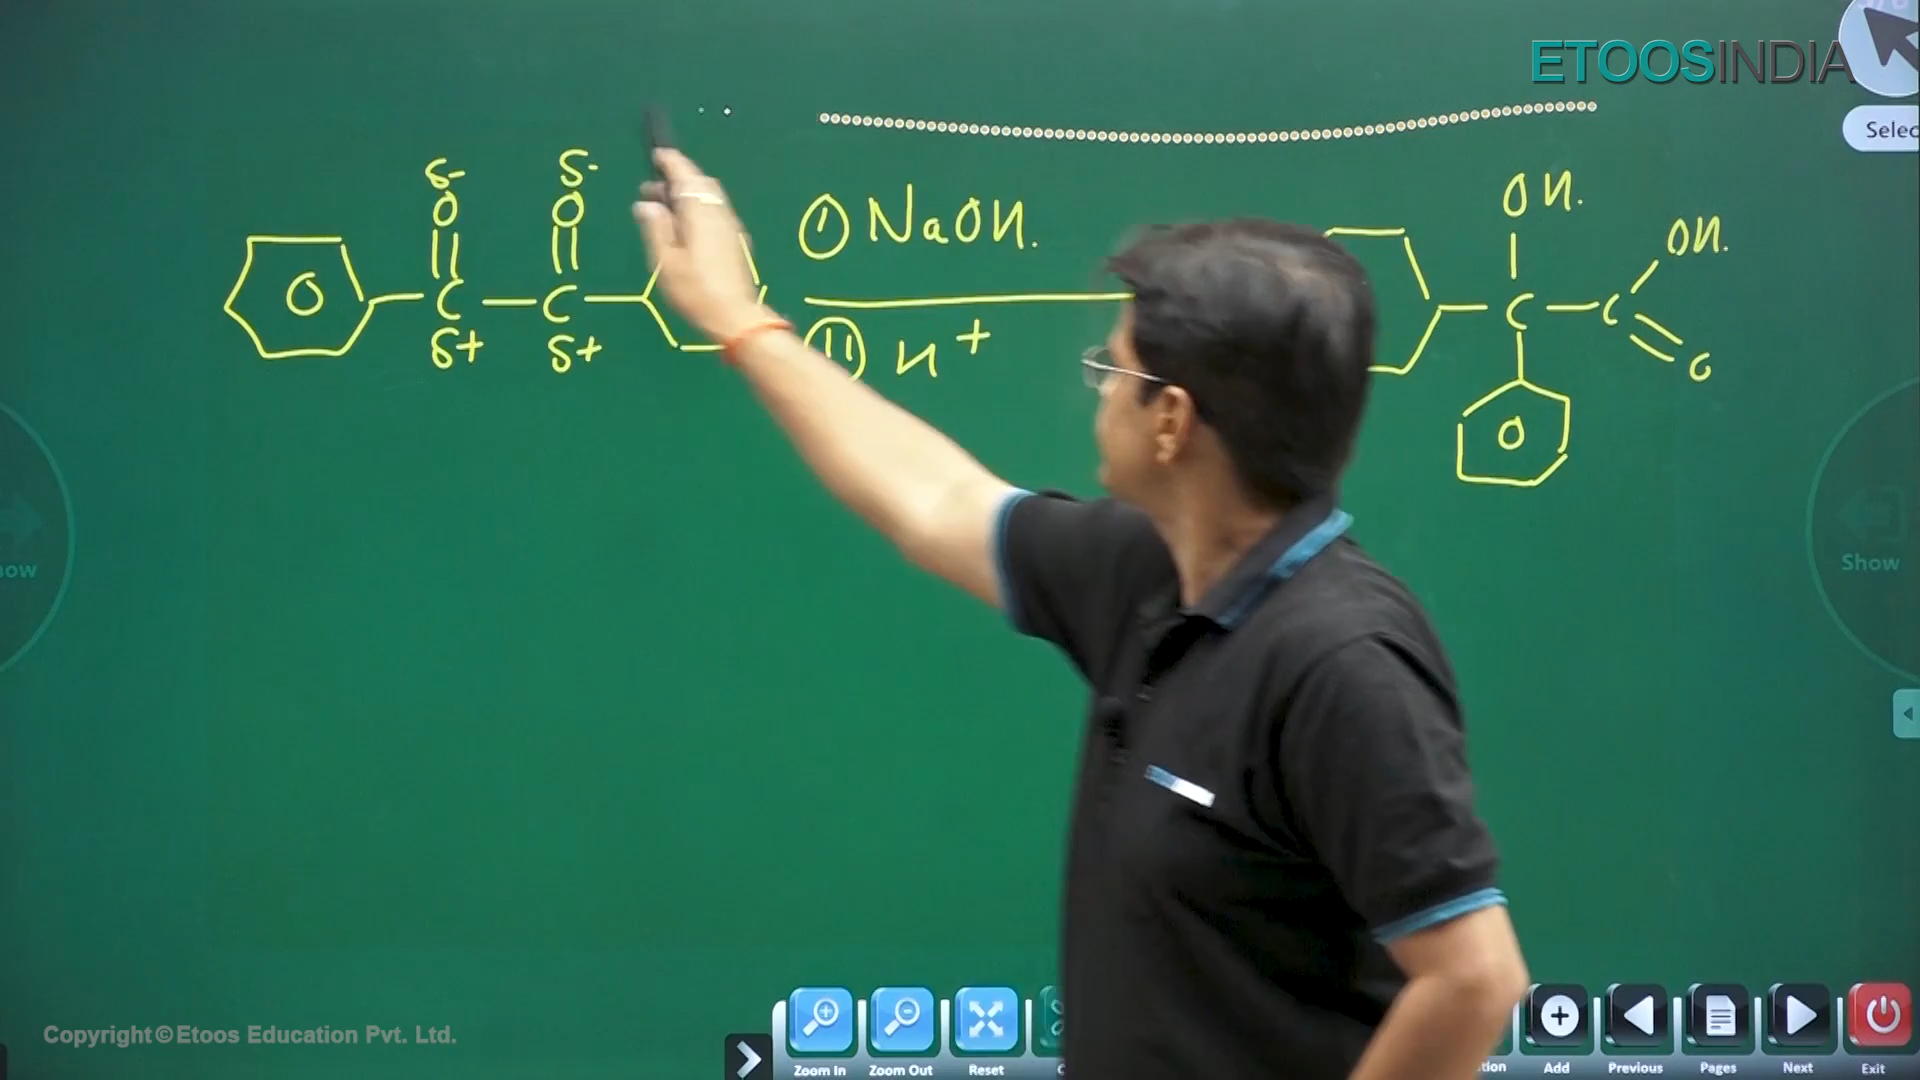 ETOOSINDIA
Selec
δ- δ-
O O
① NaOH.
OH.
OH.
C C
C C
δ+ δ+
⑪ H+
O
Show
Copyright © Etoos Education Pvt. Ltd.
Zoom In Zoom Out Reset Add Previous Pages Next Exit